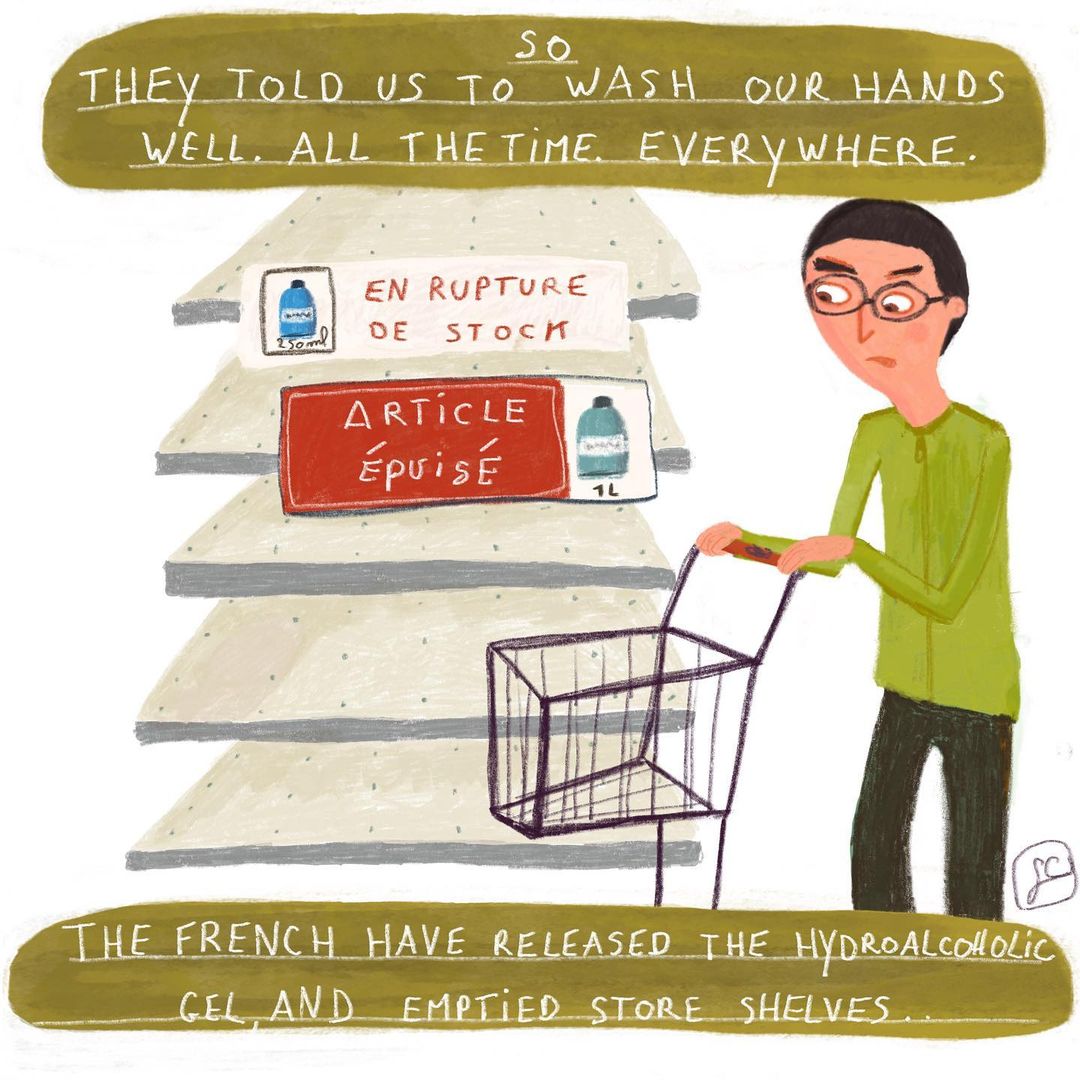 SO
THEY TOLD US TO WASH OUR HANDS
WELL. ALL THE TIME. EVERYWHERE.
EN RUPTURE
DE STOCK
250ml
ARTICLE
ÉPUISÉ
1L
THE FRENCH HAVE RELEASED THE HYDROALCOHOLIC
GEL, AND EMPTIED STORE SHELVES..